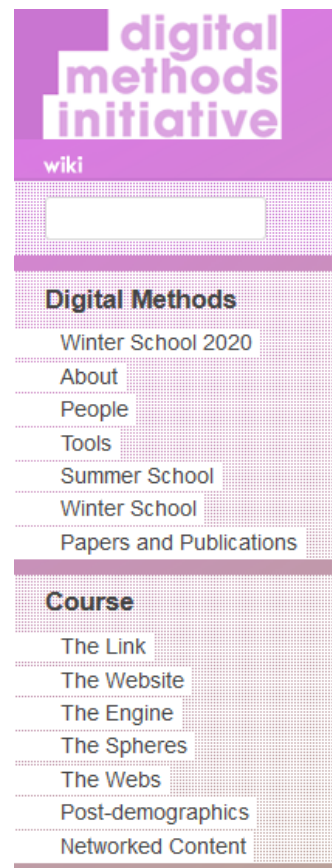 digital
methods
initiative
wiki
Digital Methods
Winter School 2020
About
People
Tools
Summer School
Winter School
Papers and Publications
Course
The Link
The Website
The Engine
The Spheres
The Webs
Post-demographics
Networked Content